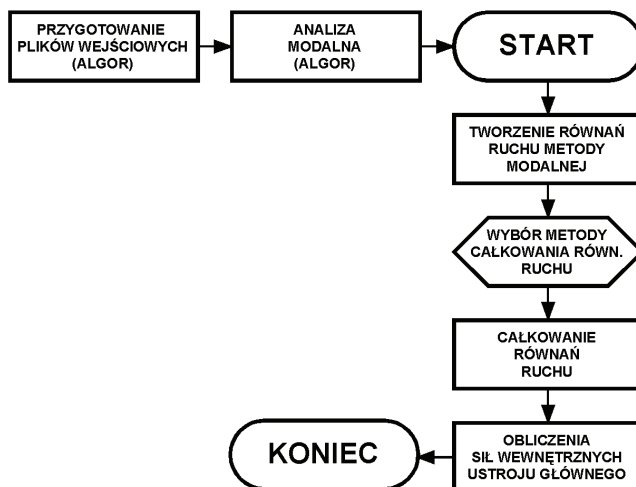 PRZYGOTOWANIE
PLIKÓW WEJŚCIOWYCH
(ALGOR)
ANALIZA
MODALNA
(ALGOR)
START
TWORZENIE RÓWNAŃ
RUCHU METODY
MODALNEJ
WYBÓR METODY
CAŁKOWANIA RÓWN.
RUCHU
CAŁKOWANIE
RÓWNAŃ
RUCHU
OBLICZENIA
SIŁ WEWNĘTRZNYCH
USTROJU GŁÓWNEGO
KONIEC